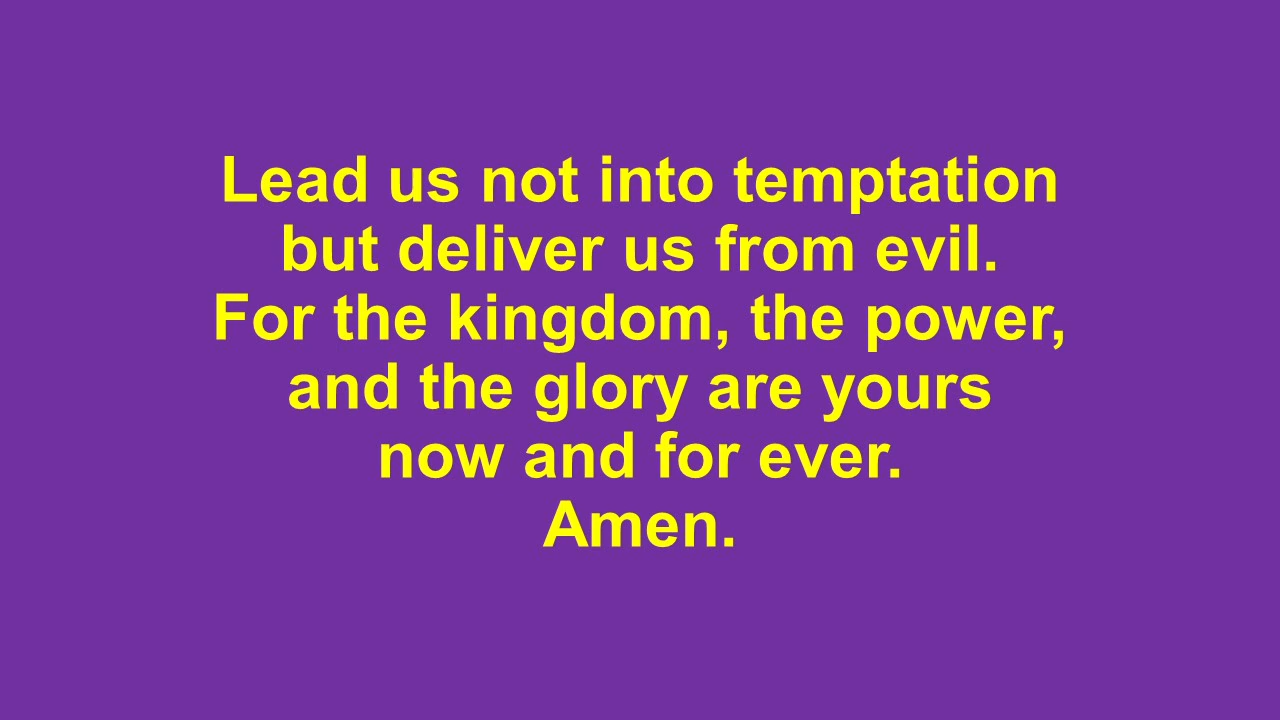 Lead us not into temptation
but deliver us from evil.
For the kingdom, the power,
and the glory are yours
now and for ever.
Amen.